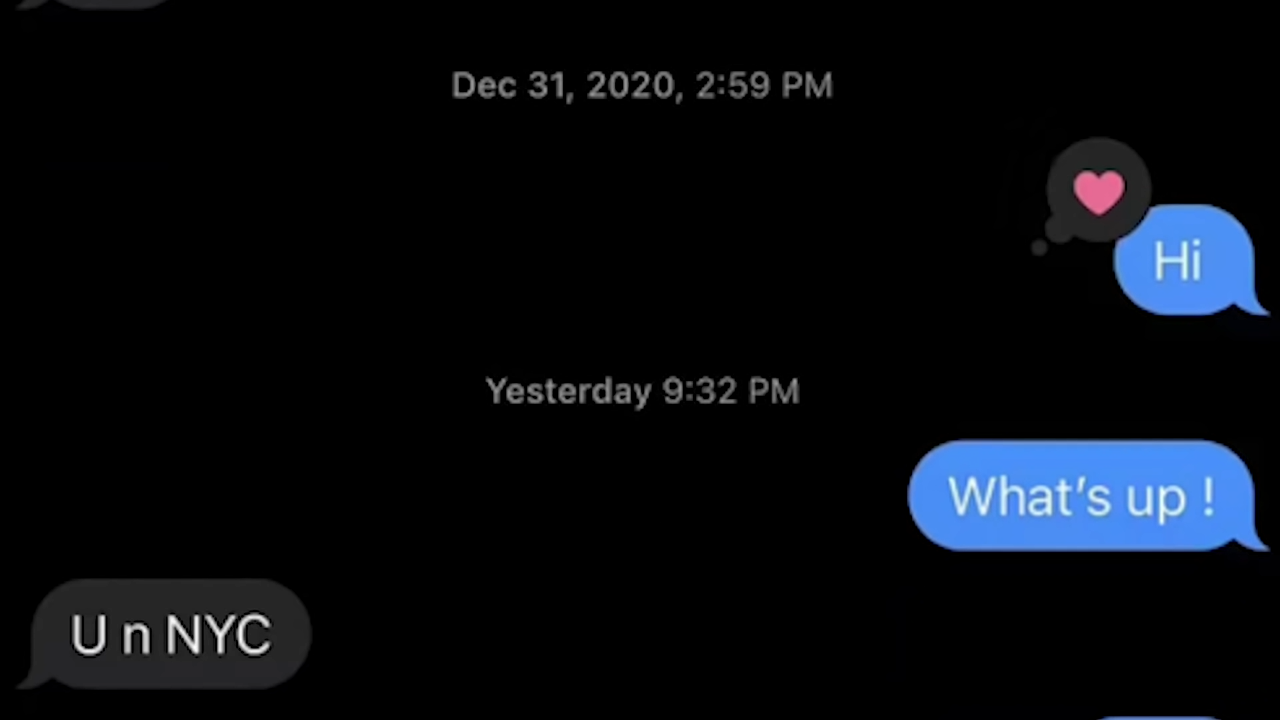 Dec 31, 2020, 2:59 PM
Hi
Yesterday 9:32 PM
What’s up !
U n NYC